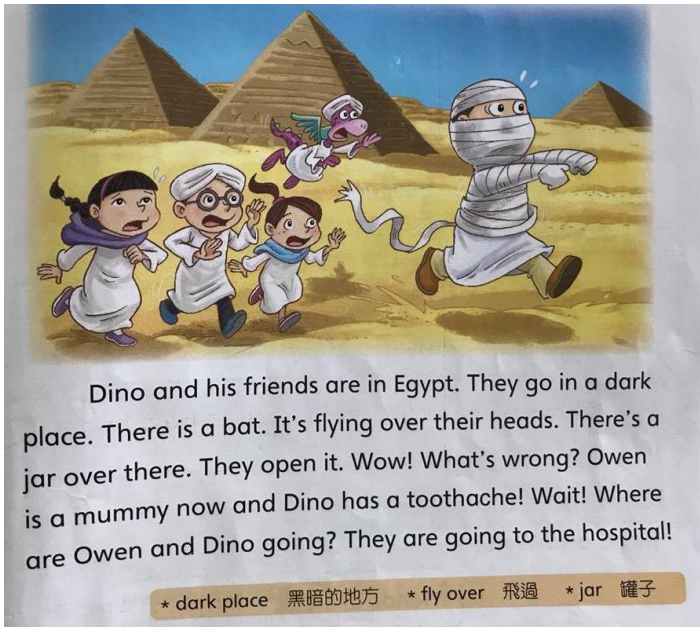 Dino and his friends are in Egypt. They go in a dark
place. There is a bat. It's flying over their heads. There's a
jar over there. They open it. Wow! What's wrong? Owen
is a mummy now and Dino has a toothache! Wait! Where
are Owen and Dino going? They are going to the hospital!
* dark place 黑暗的地方 * fly over 飛過 * jar 罐子